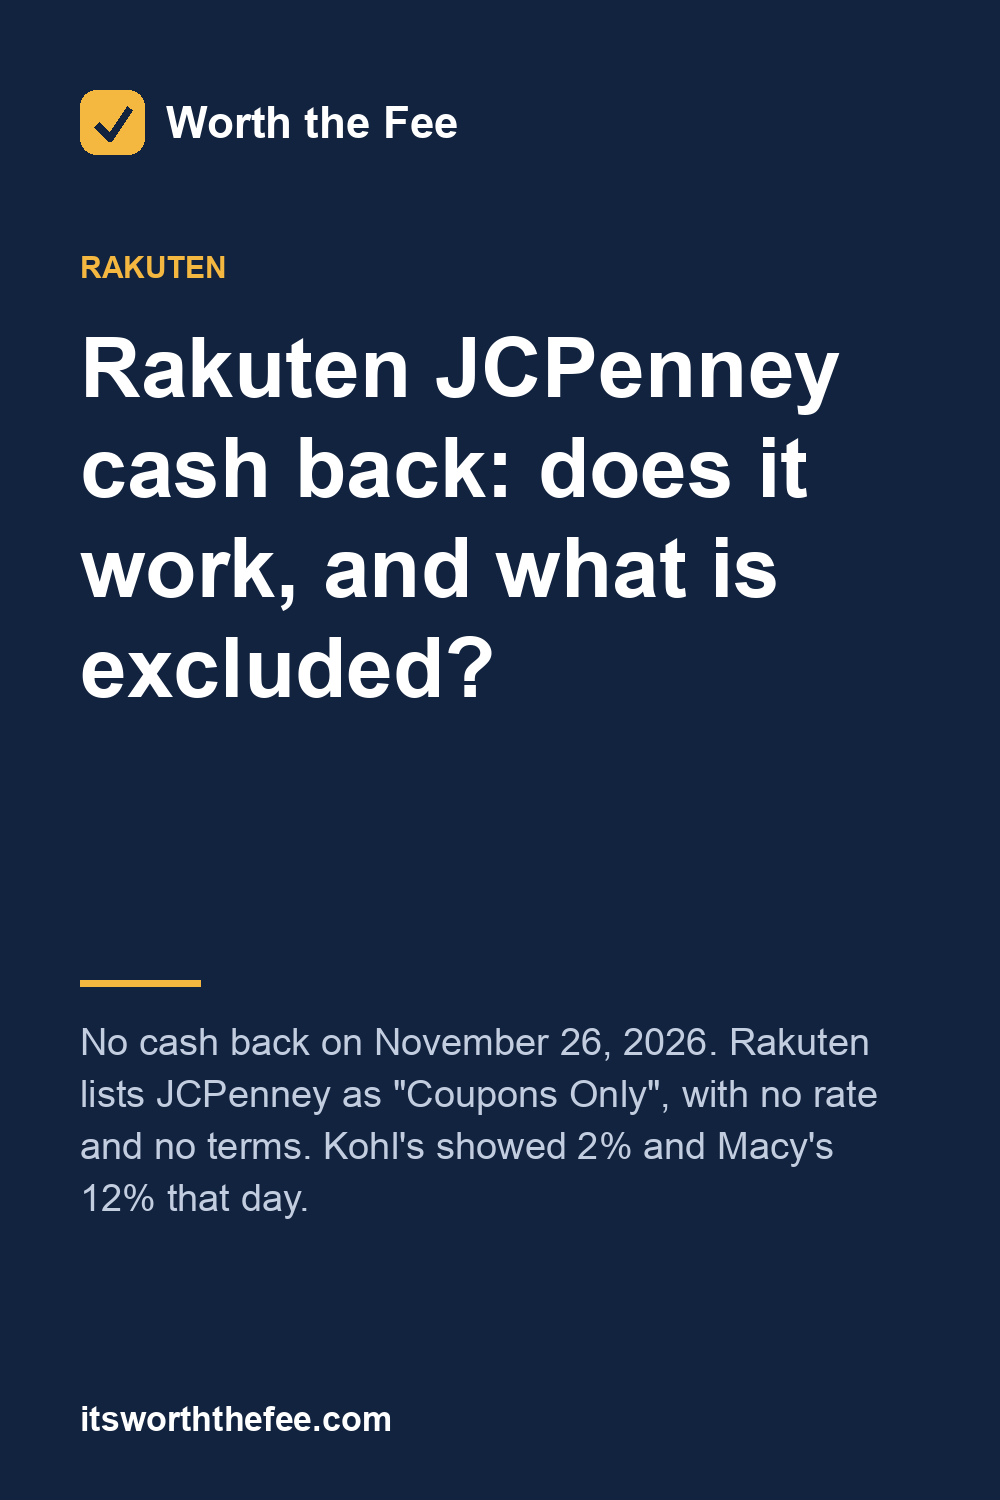 Worth the Fee
RAKUTEN
Rakuten JCPenney
cash back: does it
work, and what is
excluded?
No cash back on November 26, 2026. Rakuten
lists JCPenney as "Coupons Only", with no rate
and no terms. Kohl's showed 2% and Macy's
12% that day.
itsworththefee.com